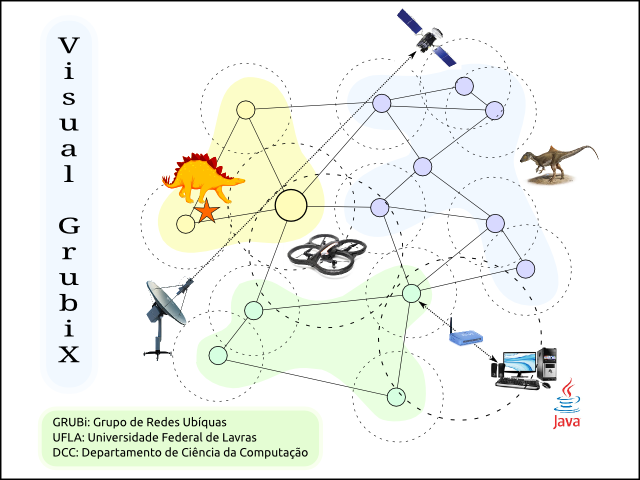 Visual GrubiX
GRUBi: Grupo de Redes Ubíquas
UFLA: Universidade Federal de Lavras
DCC: Departamento de Ciência da Computação
Java